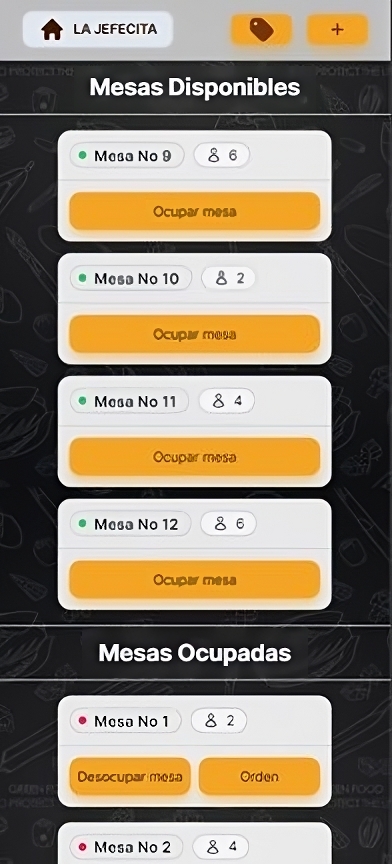 LA JEFECITA
+
Mesas Disponibles
Mesa No 9 6
Ocupar mesa
Mesa No 10 2
Ocupar mesa
Mesa No 11 4
Ocupar mesa
Mesa No 12 6
Ocupar mesa
Mesas Ocupadas
Mesa No 1 2
Desocupar mesa Orden
Mesa No 2 4